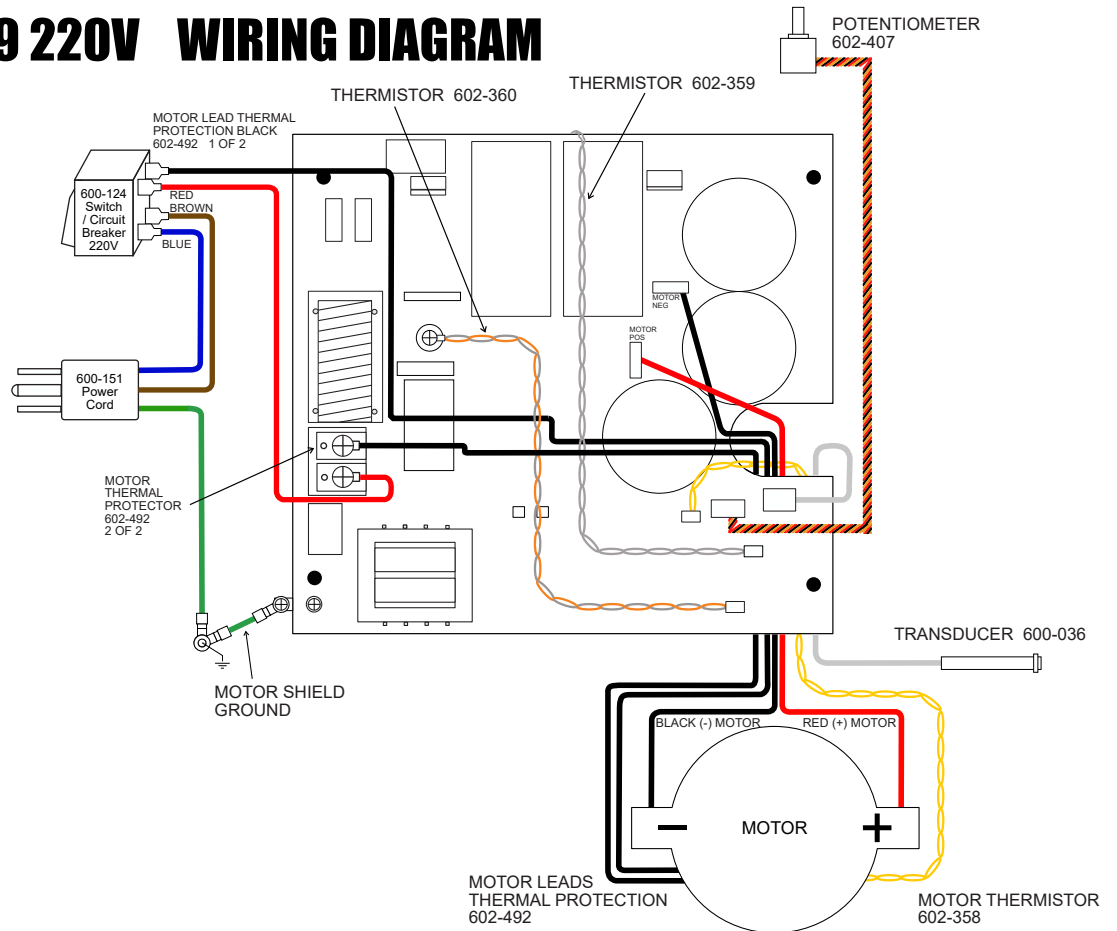 9 220V WIRING DIAGRAM
POTENTIOMETER
602-407
THERMISTOR 602-360
THERMISTOR 602-359
MOTOR LEAD THERMAL
PROTECTION BLACK
602-492 1 OF 2
600-124
Switch
/ Circuit
Breaker
220V
RED
BROWN
BLUE
MOTOR
NEG
MOTOR
POS
600-151
Power
Cord
MOTOR
THERMAL
PROTECTOR
602-492
2 OF 2
MOTOR SHIELD
GROUND
TRANSDUCER 600-036
BLACK (-) MOTOR
RED (+) MOTOR
− MOTOR +
MOTOR LEADS
THERMAL PROTECTION
602-492
MOTOR THERMISTOR
602-358